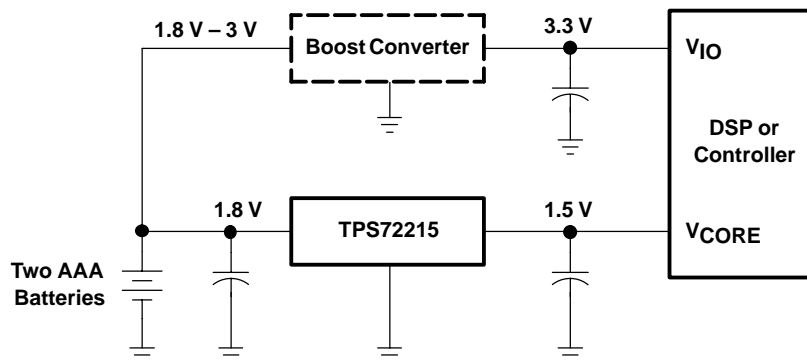 1.8 V – 3 V
Boost Converter
3.3 V
VIO
DSP or
Controller
1.8 V
TPS72215
1.5 V
VCORE
Two AAA
Batteries